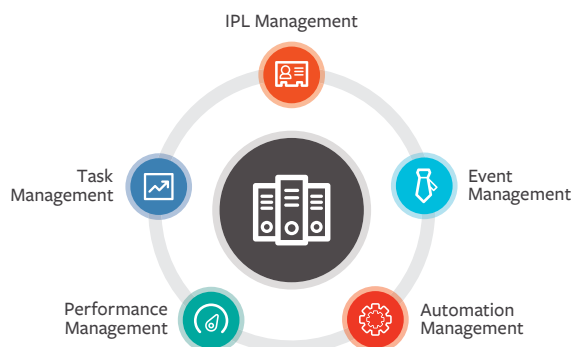 IPL Management
Task
Management
Event
Management
Performance
Management
Automation
Management